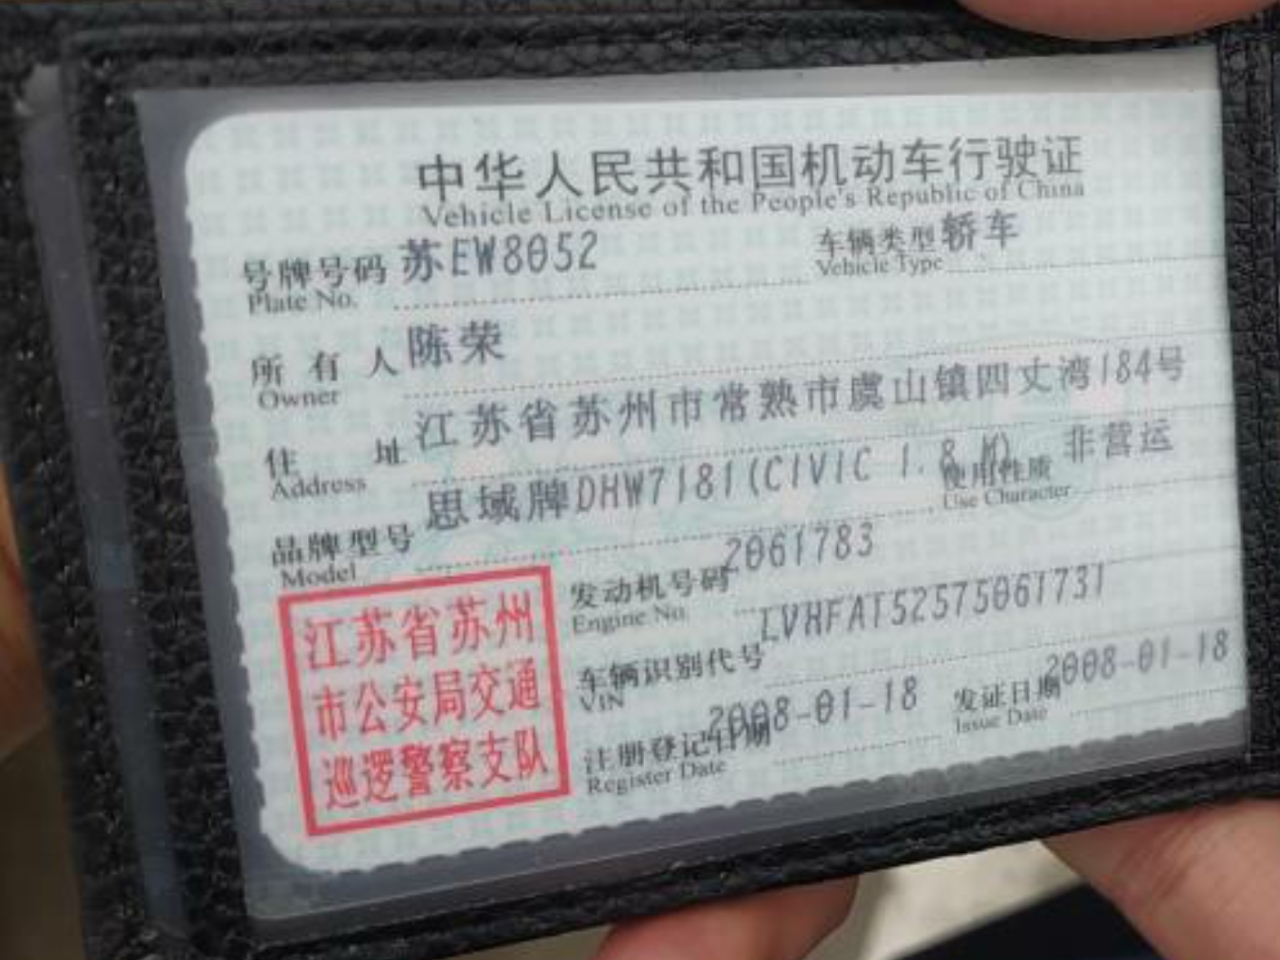 中华人民共和国机动车行驶证
Vehicle License of the People's Republic of China
号牌号码 苏EW8052 车辆类型 轿车
Plate No. Vehicle Type
所有人 陈荣
Owner
住址 江苏省苏州市常熟市虞山镇四丈湾184号
Address
品牌型号 思域牌DHW7181(CIVIC 1.8 使用性质 非营运
Model Use Character
发动机号码 2061783
Engine No.
车辆识别代号 LVHFA152575061731
VIN
注册登记日期 2008-01-18 发证日期 2008-01-18
Register Date Issue Date
江苏省苏州
市公安局交通
巡逻警察支队